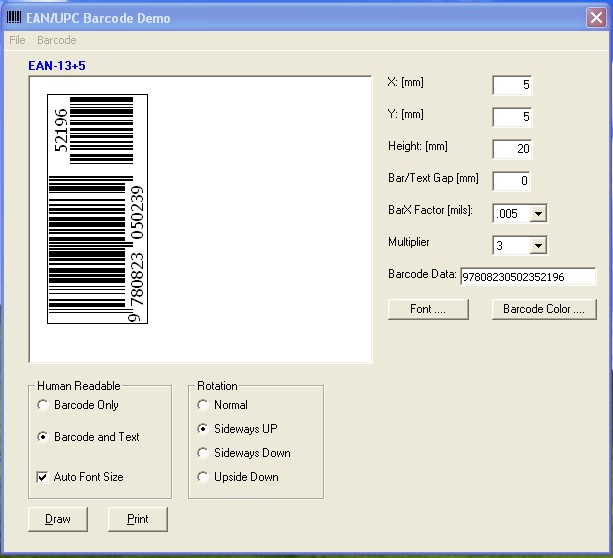 EAN/UPC Barcode Demo
File Barcode
EAN-13+5
52196
9 780823 050239
X: [mm] 5
Y: [mm] 5
Height: [mm] 20
Bar/Text Gap [mm] 0
BarX Factor [mils]: .005
Multiplier 3
Barcode Data: 97808230502352196
Font .... Barcode Color ....
Human Readable
Barcode Only
Barcode and Text
Auto Font Size
Rotation
Normal
Sideways UP
Sideways Down
Upside Down
Draw Print